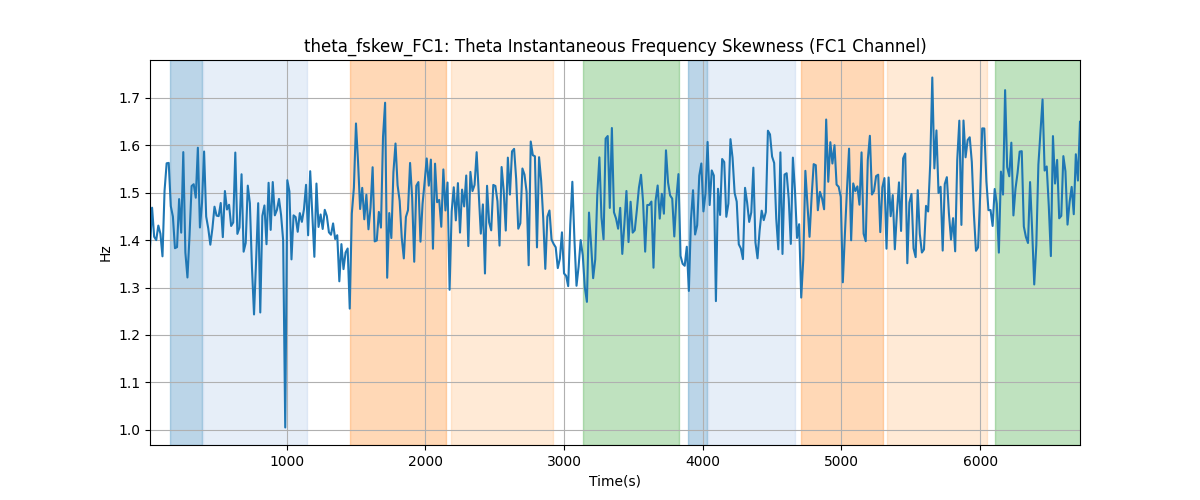 theta_fskew_FC1: Theta Instantaneous Frequency Skewness (FC1 Channel)
Hz
1.7
1.6
1.5
1.4
1.3
1.2
1.1
1.0
1000 2000 3000 4000 5000 6000
Time(s)